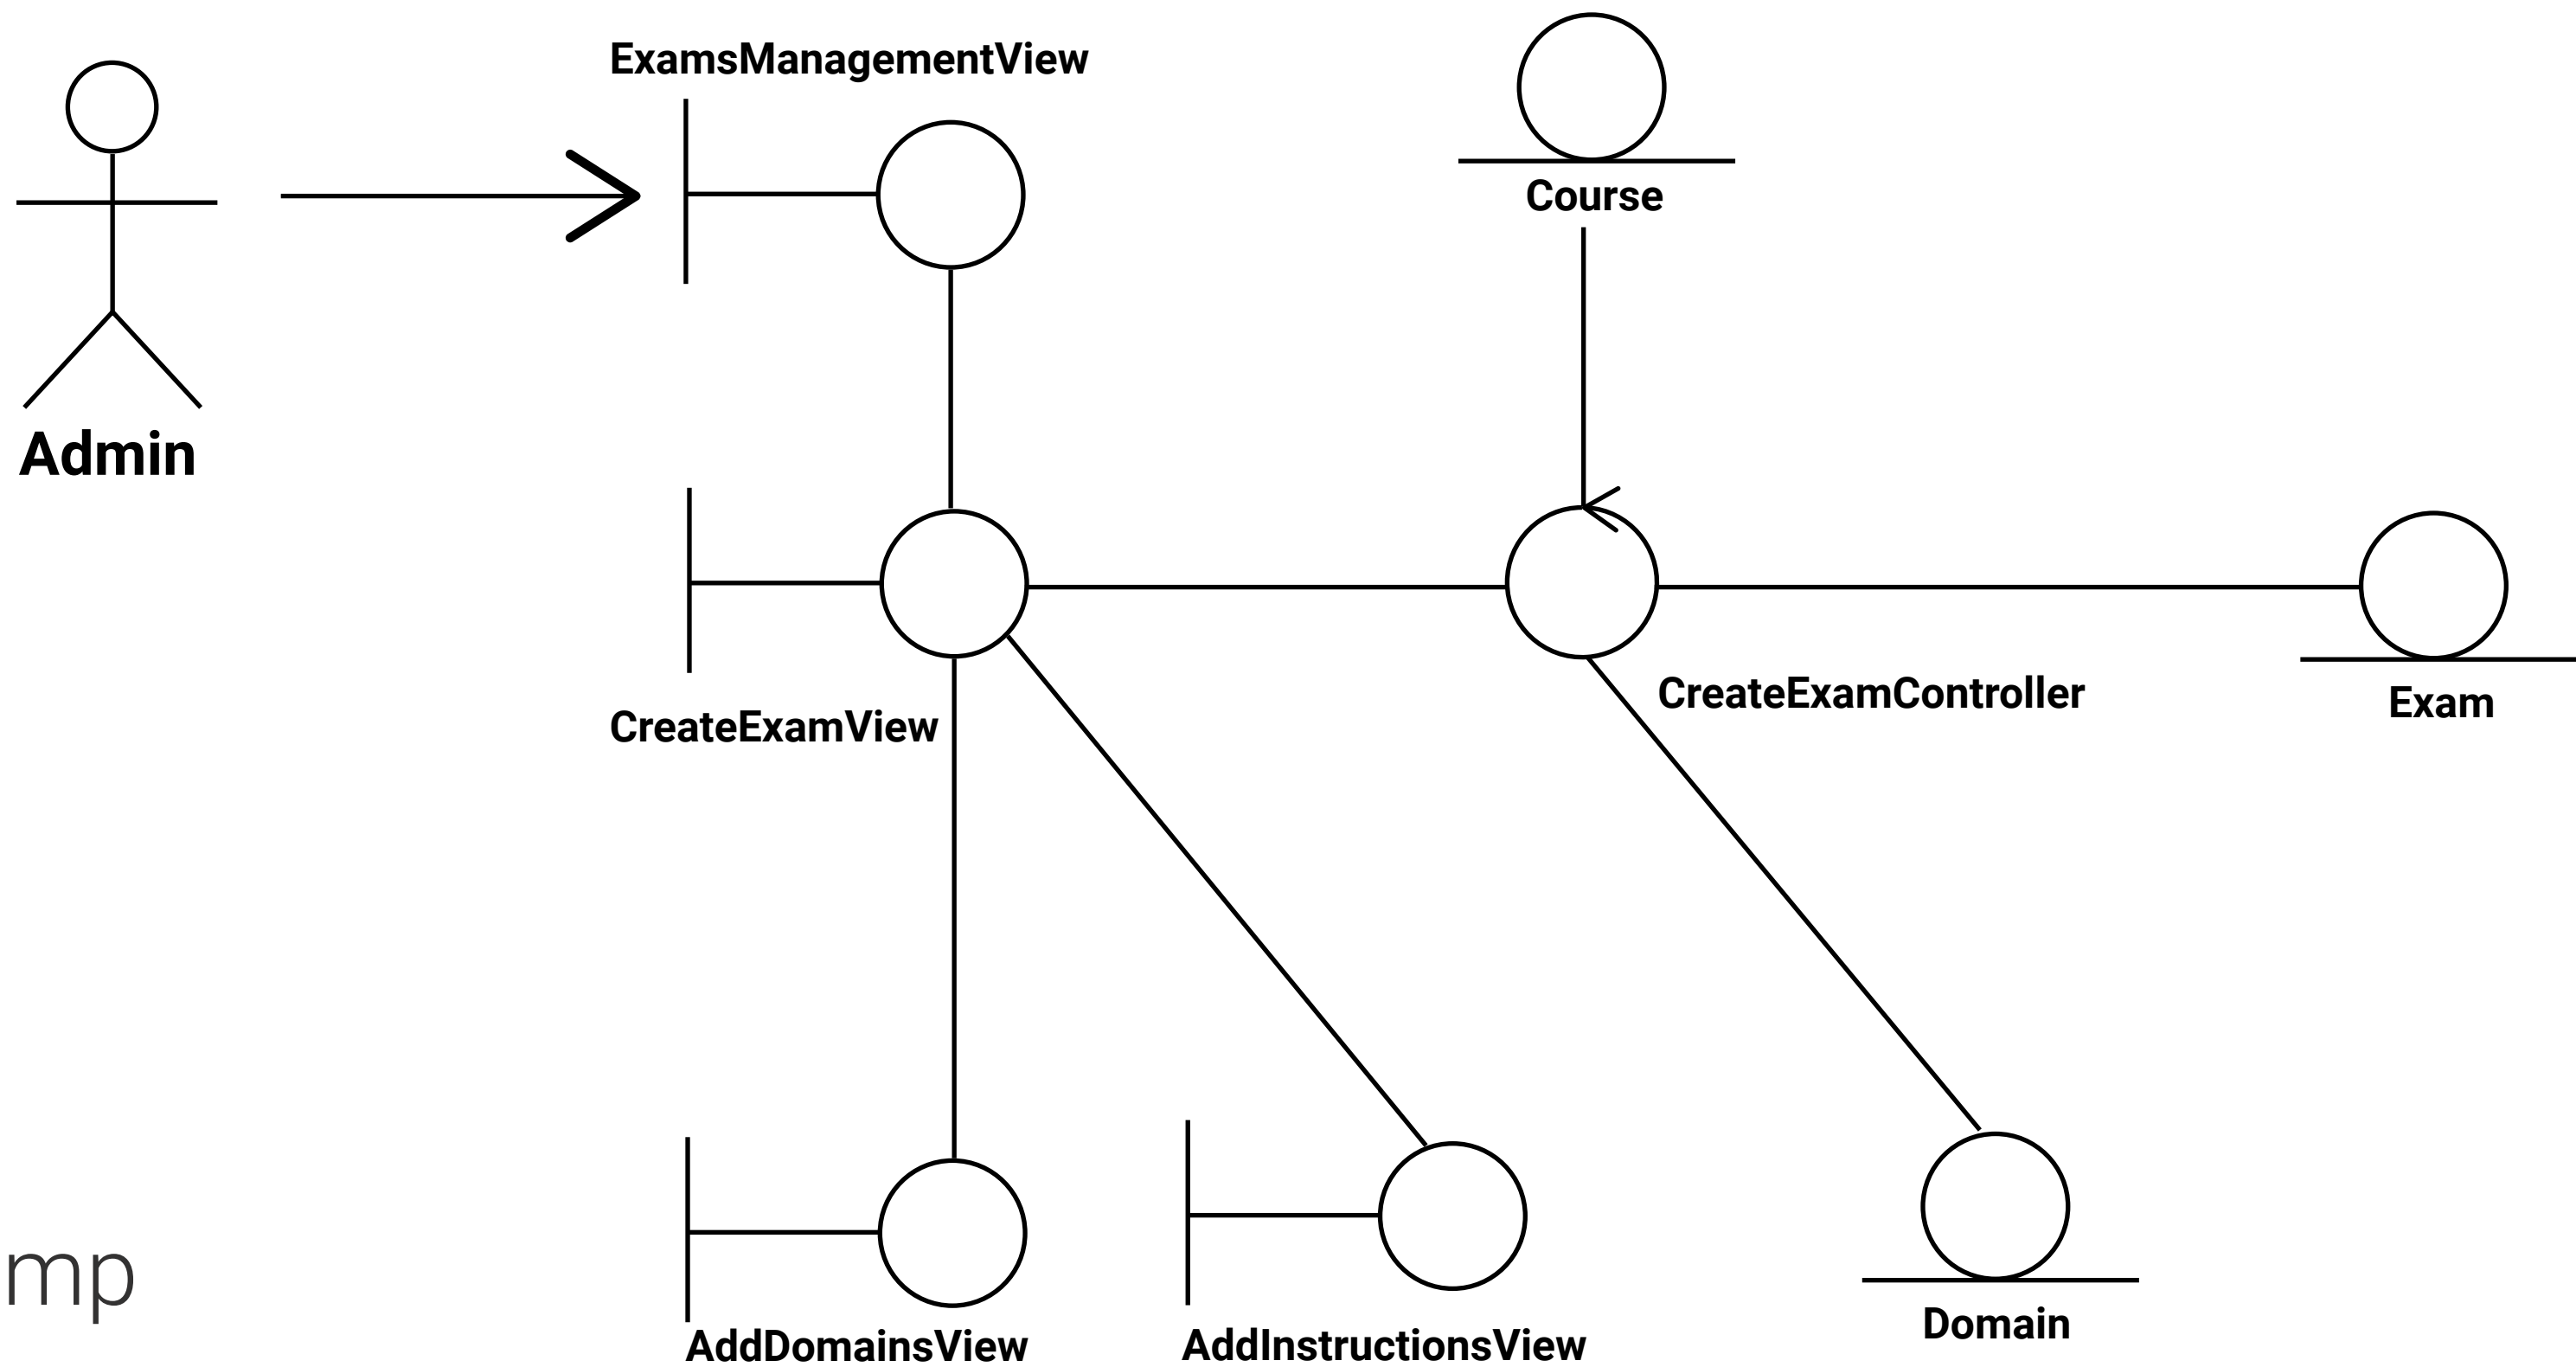 ExamsManagementView
Course
Admin
CreateExamView
CreateExamController
Exam
mp
AddDomainsView
AddInstructionsView
Domain